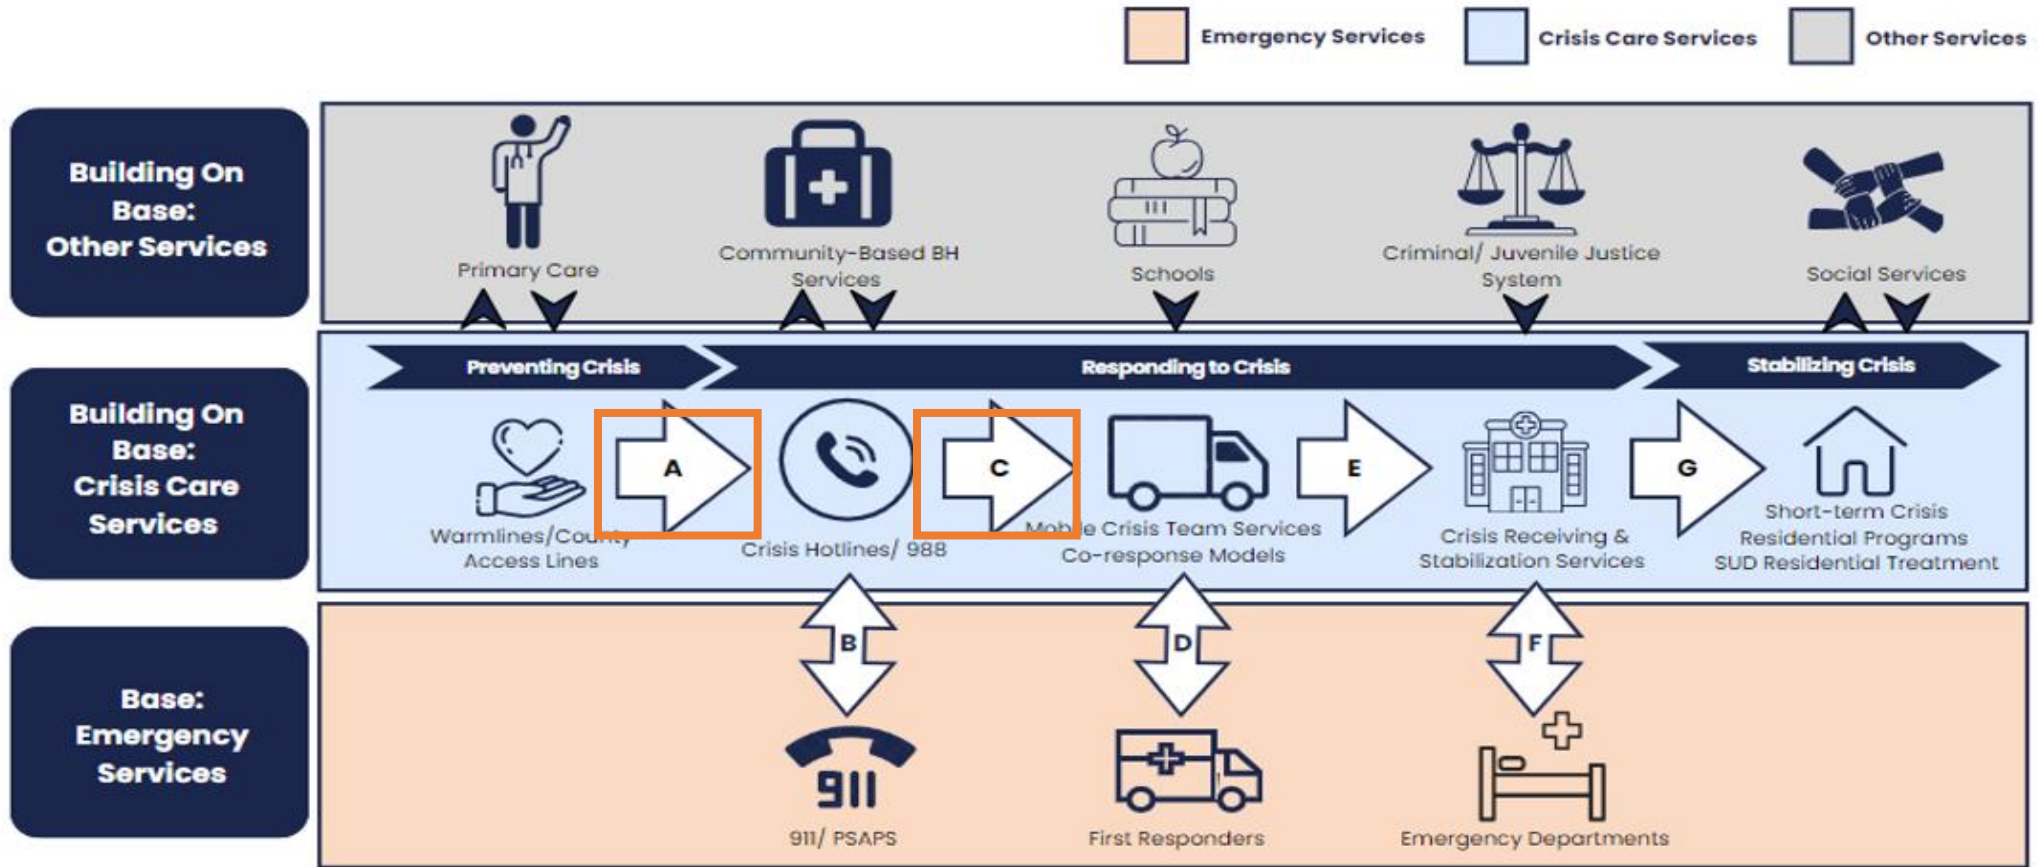 Emergency Services
Crisis Care Services
Other Services
Building On
Base:
Other Services
Primary Care
Community-Based BH
Services
Schools
Criminal/ Juvenile Justice
System
Social Services
Building On
Base:
Crisis Care
Services
Preventing Crisis
Responding to Crisis
Stabilizing Crisis
A
C
E
G
Warmlines/County
Access Lines
Crisis Hotlines/ 988
Mobile Crisis Team Services
Co-response Models
Crisis Receiving &
Stabilization Services
Short-term Crisis
Residential Programs
SUD Residential Treatment
B
D
F
Base:
Emergency
Services
911
911/ PSAPS
First Responders
Emergency Departments